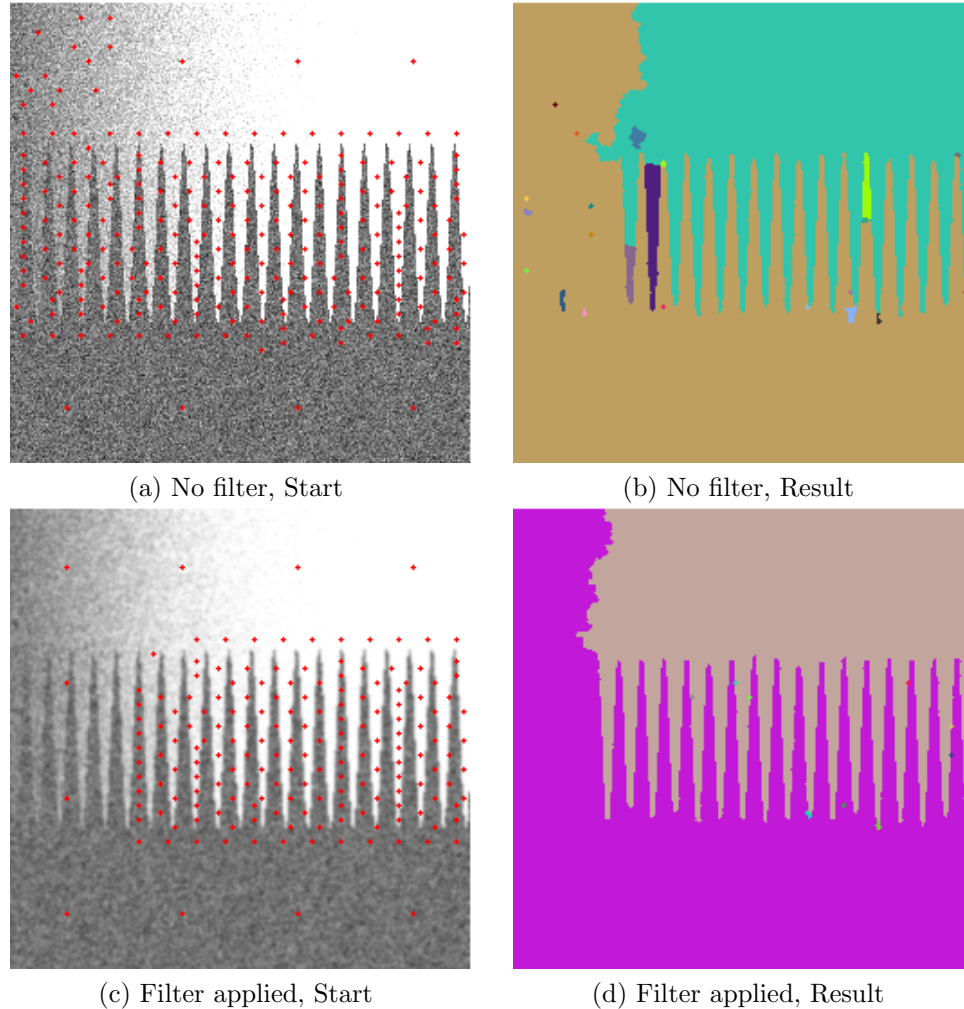 (a) No filter, Start
(b) No filter, Result
(c) Filter applied, Start
(d) Filter applied, Result